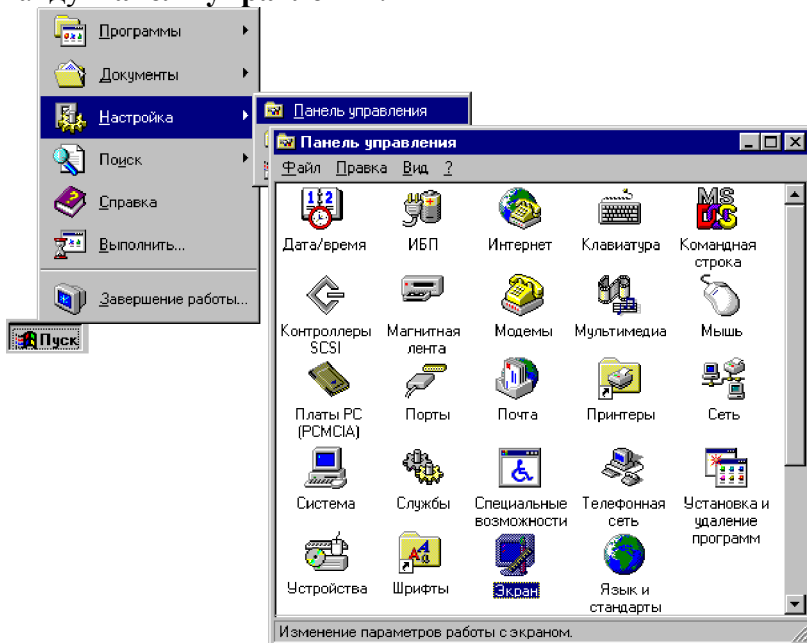 Программы
Документы
Настройка
Поиск
Справка
Выполнить...
Завершение работы...
Пуск
Панель управления
Панель управления
Файл Правка Вид ?
Дата/время
ИБП
Интернет
Клавиатура
Командная
строка
Контроллеры
SCSI
Магнитная
лента
Модемы
Мультимедиа
Мышь
Платы PC
(PCMCIA)
Порты
Почта
Принтеры
Сеть
Система
Службы
Специальные
возможности
Телефонная
сеть
Установка и
удаление
программ
Устройства
Шрифты
Экран
Язык и
стандарты
Изменение параметров работы с экраном.